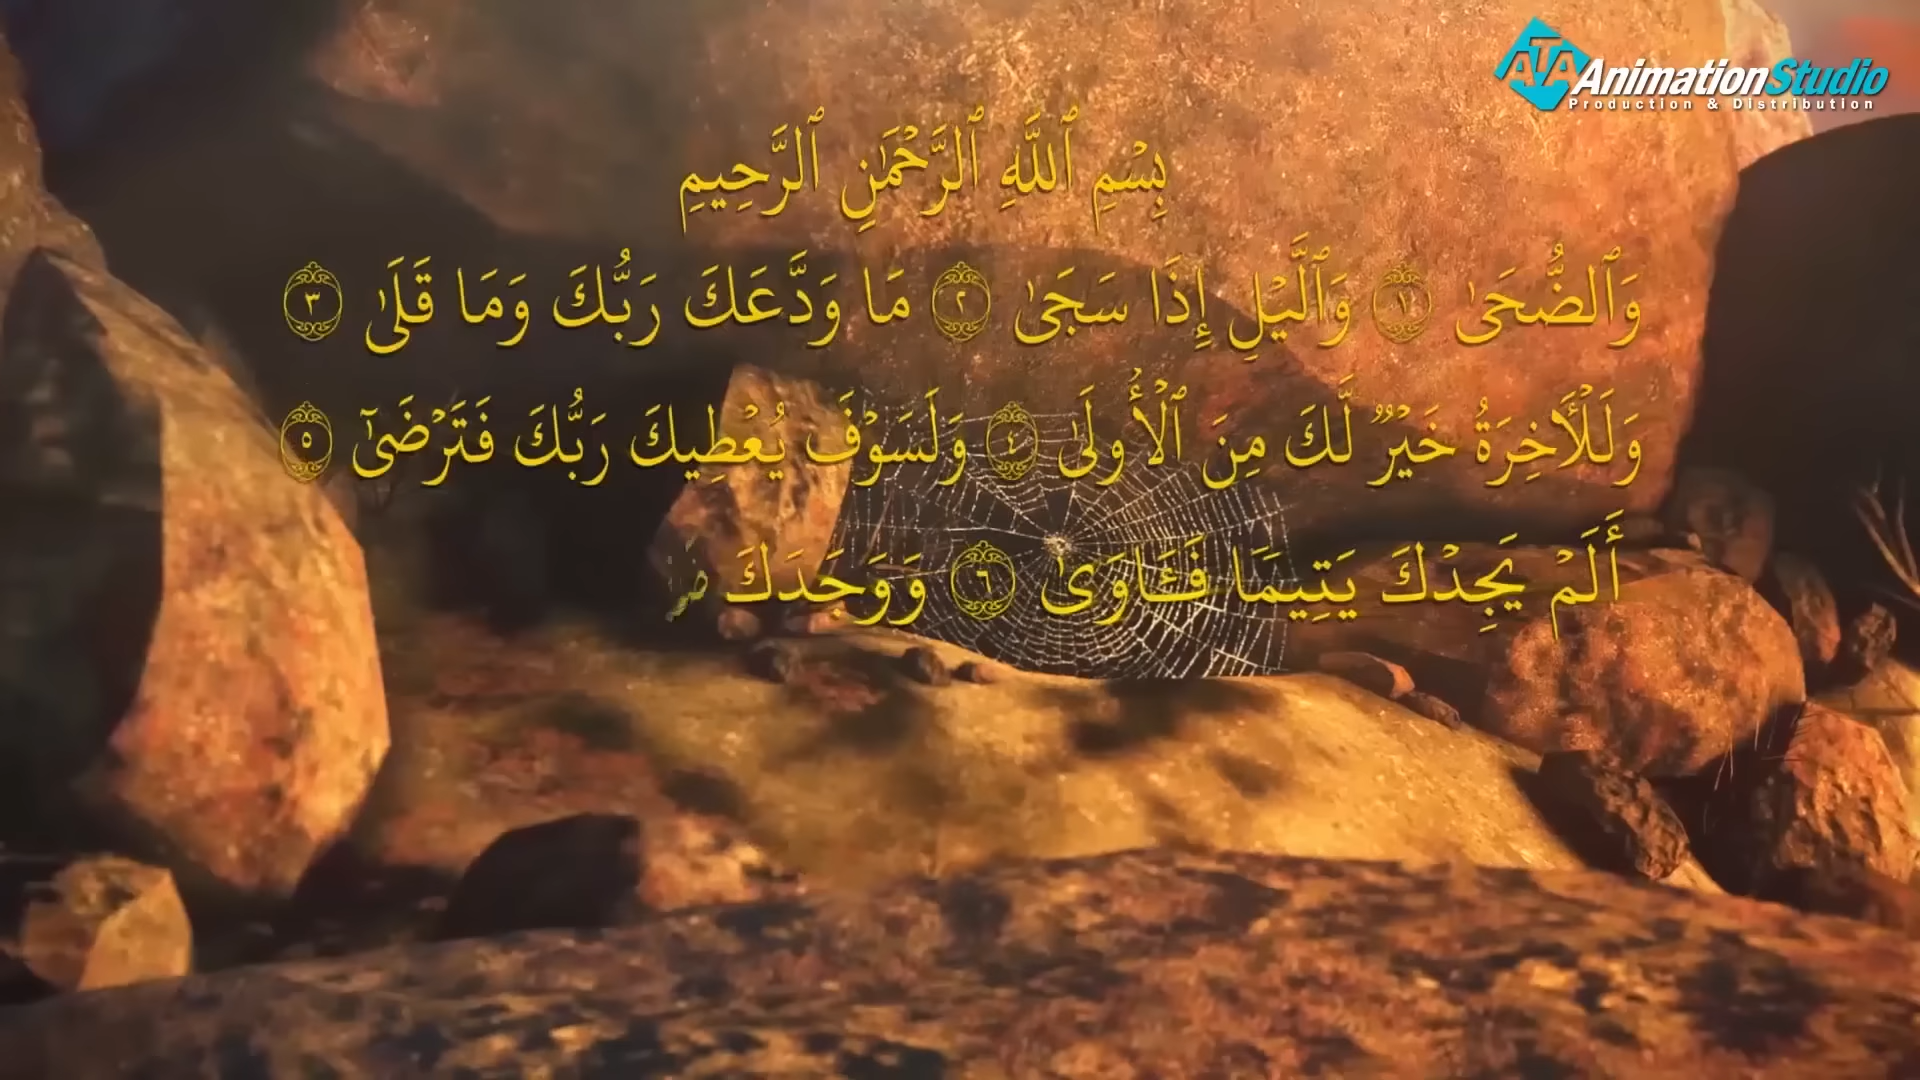 ATA AnimationStudio
Production & Distribution
بِسْمِ ٱللَّهِ ٱلرَّحْمَٰنِ ٱلرَّحِيمِ
وَٱلضُّحَىٰ ١ وَٱلَّيْلِ إِذَا سَجَىٰ ٢ مَا وَدَّعَكَ رَبُّكَ وَمَا قَلَىٰ ٣
وَلَلْأَخِرَةُ خَيْرٌ لَّكَ مِنَ ٱلْأُولَىٰ ٤ وَلَسَوْفَ يُعْطِيكَ رَبُّكَ فَتَرْضَىٰٓ ٥
أَلَمْ يَجِدْكَ يَتِيمًا فَـَٔاوَىٰ ٦ وَوَجَدَكَ